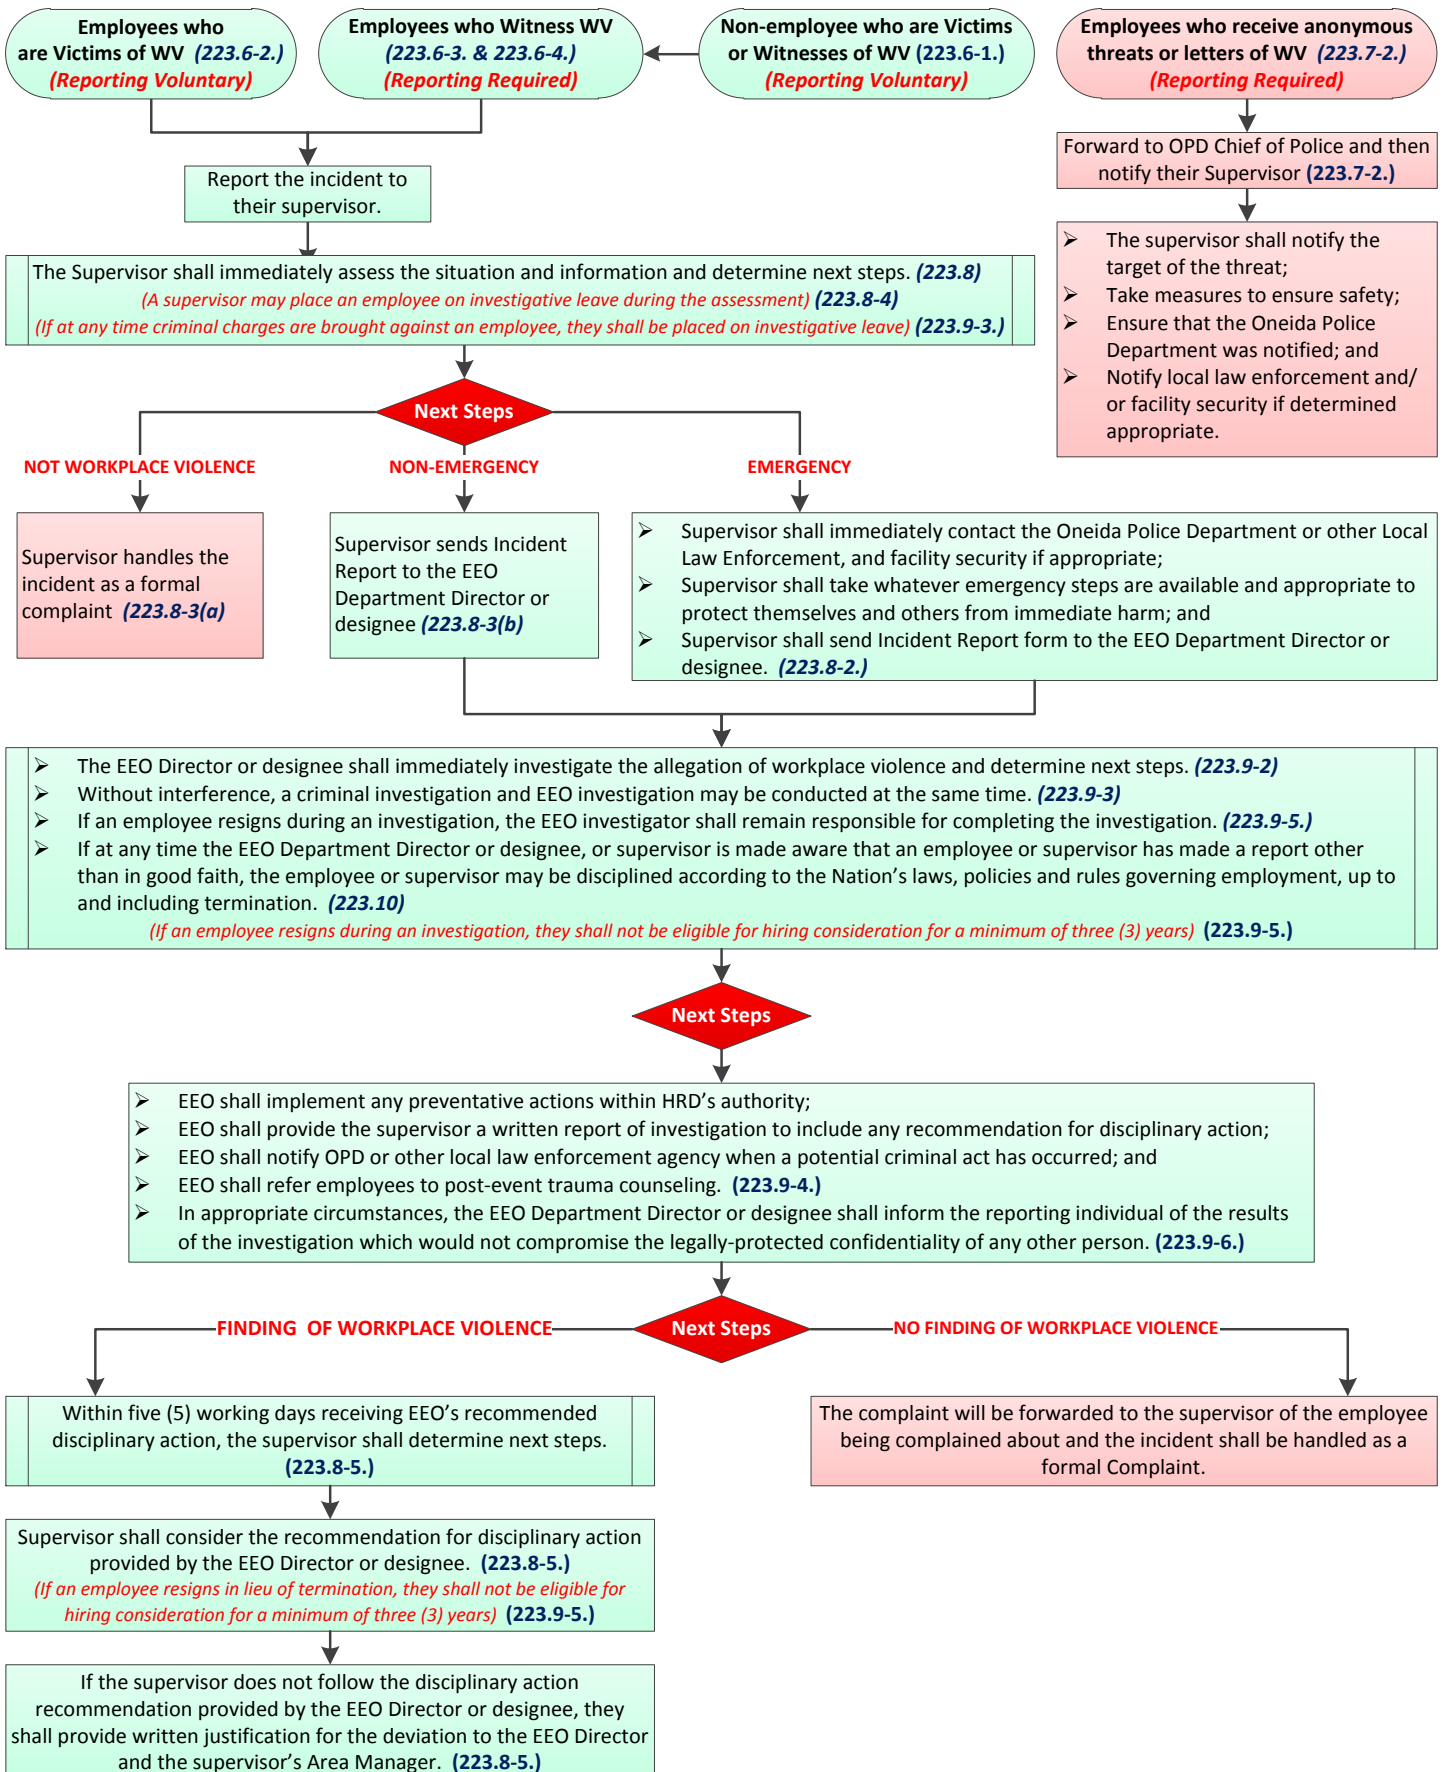 Employees who
are Victims of WV (223.6-2.)
(Reporting Voluntary)
Employees who Witness WV
(223.6-3. & 223.6-4.)
(Reporting Required)
Non-employee who are Victims
or Witnesses of WV (223.6-1.)
(Reporting Voluntary)
Employees who receive anonymous
threats or letters of WV (223.7-2.)
(Reporting Required)
Report the incident to
their supervisor.
Forward to OPD Chief of Police and then
notify their Supervisor (223.7-2.)
The Supervisor shall immediately assess the situation and information and determine next steps. (223.8)
(A supervisor may place an employee on investigative leave during the assessment) (223.8-4)
(If at any time criminal charges are brought against an employee, they shall be placed on investigative leave) (223.9-3.)
➢ The supervisor shall notify the
target of the threat;
➢ Take measures to ensure safety;
➢ Ensure that the Oneida Police
Department was notified; and
➢ Notify local law enforcement and/
or facility security if determined
appropriate.
Next Steps
NOT WORKPLACE VIOLENCE
NON-EMERGENCY
EMERGENCY
Supervisor handles the
incident as a formal
complaint (223.8-3(a)
Supervisor sends Incident
Report to the EEO
Department Director or
designee (223.8-3(b)
➢ Supervisor shall immediately contact the Oneida Police Department or other Local
Law Enforcement, and facility security if appropriate;
➢ Supervisor shall take whatever emergency steps are available and appropriate to
protect themselves and others from immediate harm; and
➢ Supervisor shall send Incident Report form to the EEO Department Director or
designee. (223.8-2.)
➢ The EEO Director or designee shall immediately investigate the allegation of workplace violence and determine next steps. (223.9-2)
➢ Without interference, a criminal investigation and EEO investigation may be conducted at the same time. (223.9-3)
➢ If an employee resigns during an investigation, the EEO investigator shall remain responsible for completing the investigation. (223.9-5.)
➢ If at any time the EEO Department Director or designee, or supervisor is made aware that an employee or supervisor has made a report other
than in good faith, the employee or supervisor may be disciplined according to the Nation’s laws, policies and rules governing employment, up to
and including termination. (223.10)
(If an employee resigns during an investigation, they shall not be eligible for hiring consideration for a minimum of three (3) years) (223.9-5.)
Next Steps
➢ EEO shall implement any preventative actions within HRD’s authority;
➢ EEO shall provide the supervisor a written report of investigation to include any recommendation for disciplinary action;
➢ EEO shall notify OPD or other local law enforcement agency when a potential criminal act has occurred; and
➢ EEO shall refer employees to post-event trauma counseling. (223.9-4.)
➢ In appropriate circumstances, the EEO Department Director or designee shall inform the reporting individual of the results
of the investigation which would not compromise the legally-protected confidentiality of any other person. (223.9-6.)
FINDING OF WORKPLACE VIOLENCE
Next Steps
NO FINDING OF WORKPLACE VIOLENCE
Within five (5) working days receiving EEO’s recommended
disciplinary action, the supervisor shall determine next steps.
(223.8-5.)
The complaint will be forwarded to the supervisor of the employee
being complained about and the incident shall be handled as a
formal Complaint.
Supervisor shall consider the recommendation for disciplinary action
provided by the EEO Director or designee. (223.8-5.)
(If an employee resigns in lieu of termination, they shall not be eligible for
hiring consideration for a minimum of three (3) years) (223.9-5.)
If the supervisor does not follow the disciplinary action
recommendation provided by the EEO Director or designee, they
shall provide written justification for the deviation to the EEO Director
and the supervisor’s Area Manager. (223.8-5.)